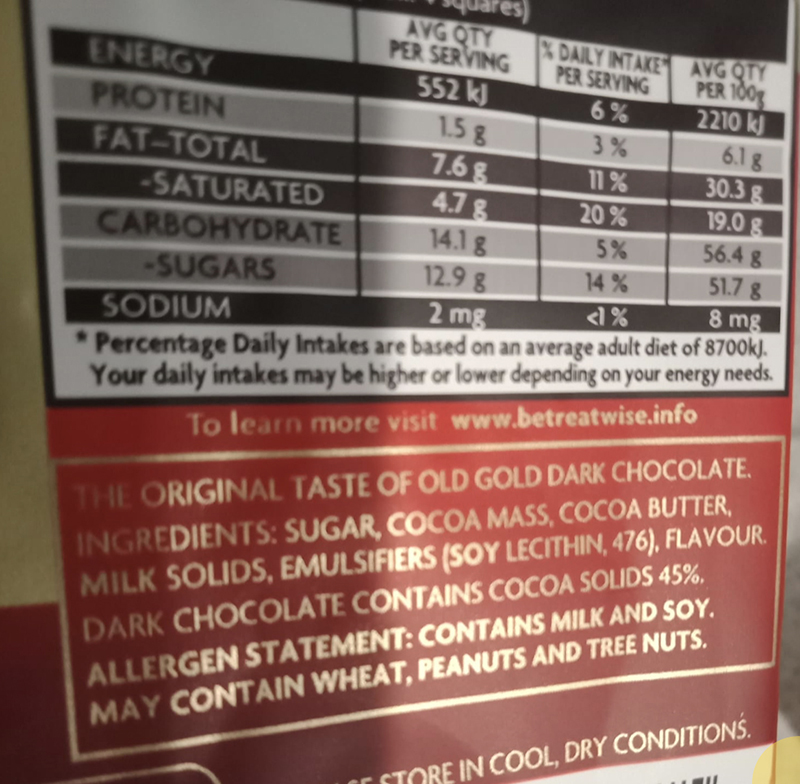 squares)
AVG QTY PER SERVING % DAILY INTAKE* PER SERVING AVG QTY PER 100g
ENERGY 552 kJ 6 % 2210 kJ
PROTEIN 1.5 g 3 % 6.1 g
FAT-TOTAL 7.6 g 11 % 30.3 g
-SATURATED 4.7 g 20 % 19.0 g
CARBOHYDRATE 14.1 g 5 % 56.4 g
-SUGARS 12.9 g 14 % 51.7 g
SODIUM 2 mg <1 % 8 mg
* Percentage Daily Intakes are based on an average adult diet of 8700kJ.
Your daily intakes may be higher or lower depending on your energy needs.
To learn more visit www.betreatwise.info
THE ORIGINAL TASTE OF OLD GOLD DARK CHOCOLATE.
INGREDIENTS: SUGAR, COCOA MASS, COCOA BUTTER,
MILK SOLIDS, EMULSIFIERS (SOY LECITHIN, 476), FLAVOUR.
DARK CHOCOLATE CONTAINS COCOA SOLIDS 45%.
ALLERGEN STATEMENT: CONTAINS MILK AND SOY.
MAY CONTAIN WHEAT, PEANUTS AND TREE NUTS.
STORE IN COOL, DRY CONDITIONS.